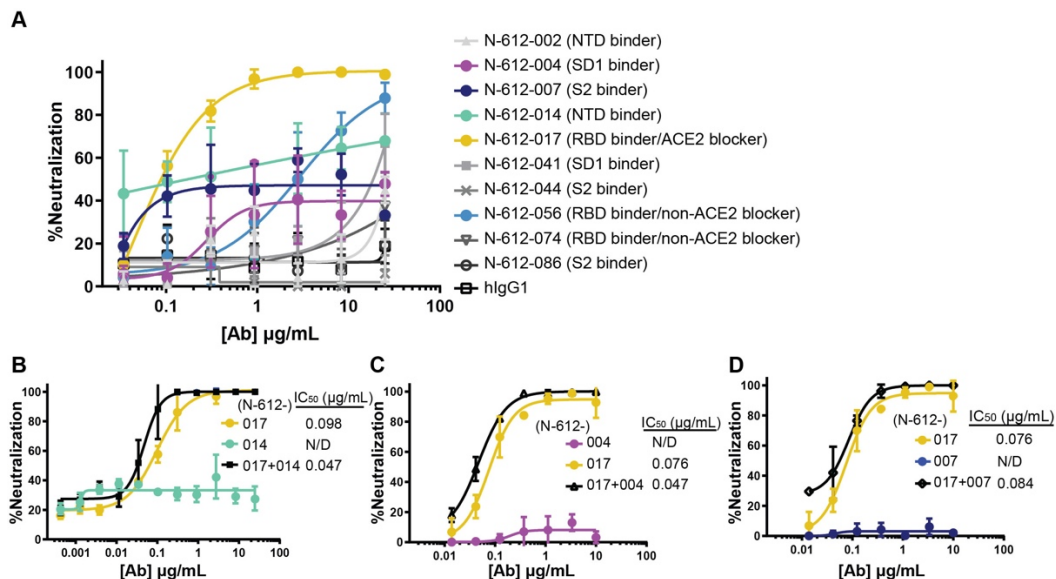 A
%Neutralization
100
80
60
40
20
0
0.1
1
10
100
[Ab] µg/mL
N-612-002 (NTD binder)
N-612-004 (SD1 binder)
N-612-007 (S2 binder)
N-612-014 (NTD binder)
N-612-017 (RBD binder/ACE2 blocker)
N-612-041 (SD1 binder)
N-612-044 (S2 binder)
N-612-056 (RBD binder/non-ACE2 blocker)
N-612-074 (RBD binder/non-ACE2 blocker)
N-612-086 (S2 binder)
hIgG1
B
%Neutralization
100
80
60
40
20
0
0.001
0.01
0.1
1
10
100
[Ab] µg/mL
(N-612-) IC₅₀ (µg/mL)
017 0.098
014 N/D
017+014 0.047
C
%Neutralization
100
80
60
40
20
0
0.01
0.1
1
10
100
[Ab] µg/mL
(N-612-) IC₅₀ (µg/mL)
004 N/D
017 0.076
017+004 0.047
D
%Neutralization
100
80
60
40
20
0
0.01
0.1
1
10
100
[Ab] µg/mL
(N-612-) IC₅₀ (µg/mL)
017 0.076
007 N/D
017+007 0.084